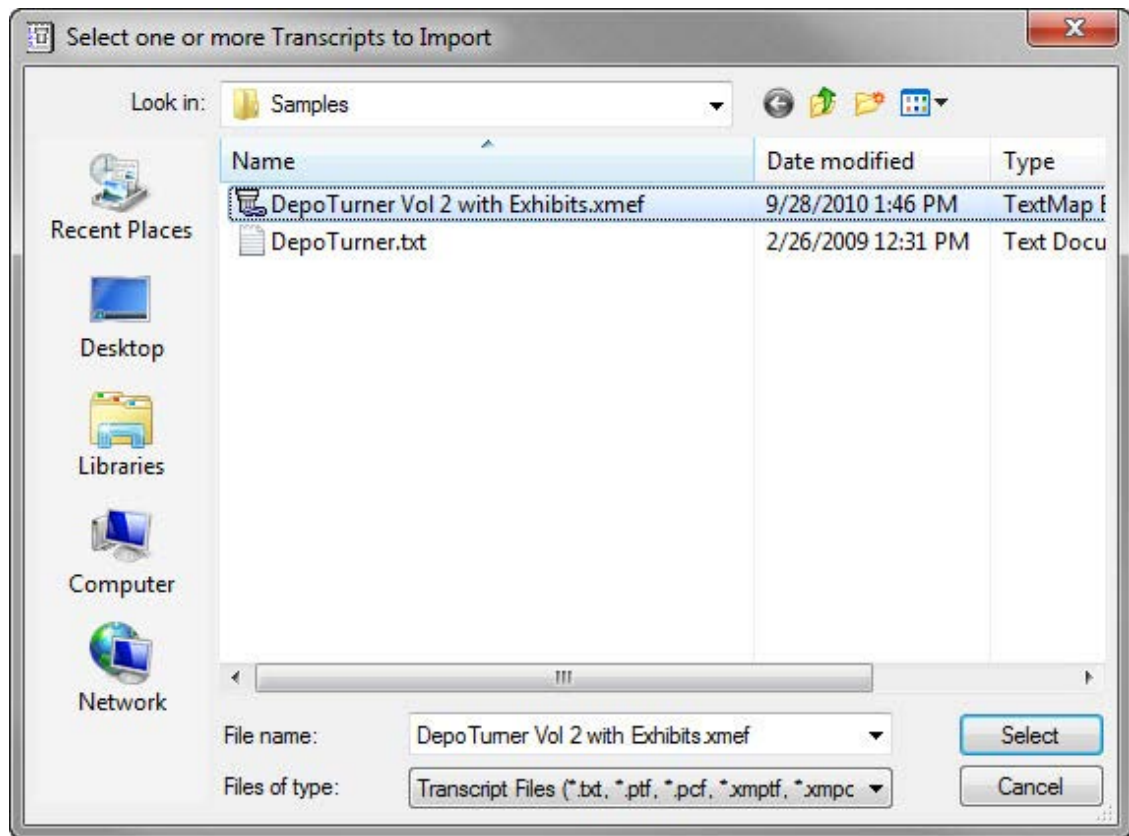 Select one or more Transcripts to Import
Look in: Samples
Name Date modified Type
DepoTurner Vol 2 with Exhibits.xmef 9/28/2010 1:46 PM TextMap E
DepoTurner.txt 2/26/2009 12:31 PM Text Docu
Recent Places
Desktop
Libraries
Computer
Network
File name: DepoTurner Vol 2 with Exhibits.xmef Select
Files of type: Transcript Files (*.txt, *.ptf, *.pcf, *.xmptf, *.xmpc Cancel